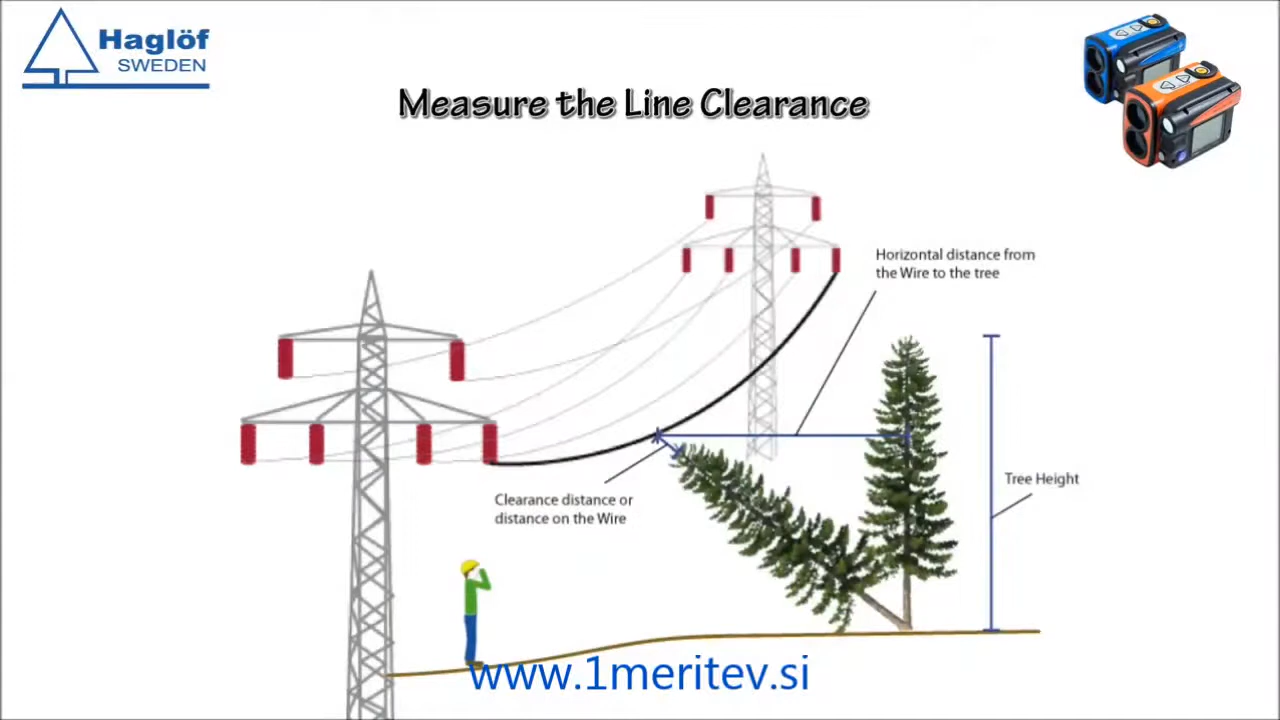 Haglöf
SWEDEN
Measure the Line Clearance
Horizontal distance from
the Wire to the tree
Clearance distance or
distance on the Wire
Tree Height
www.1meritev.si